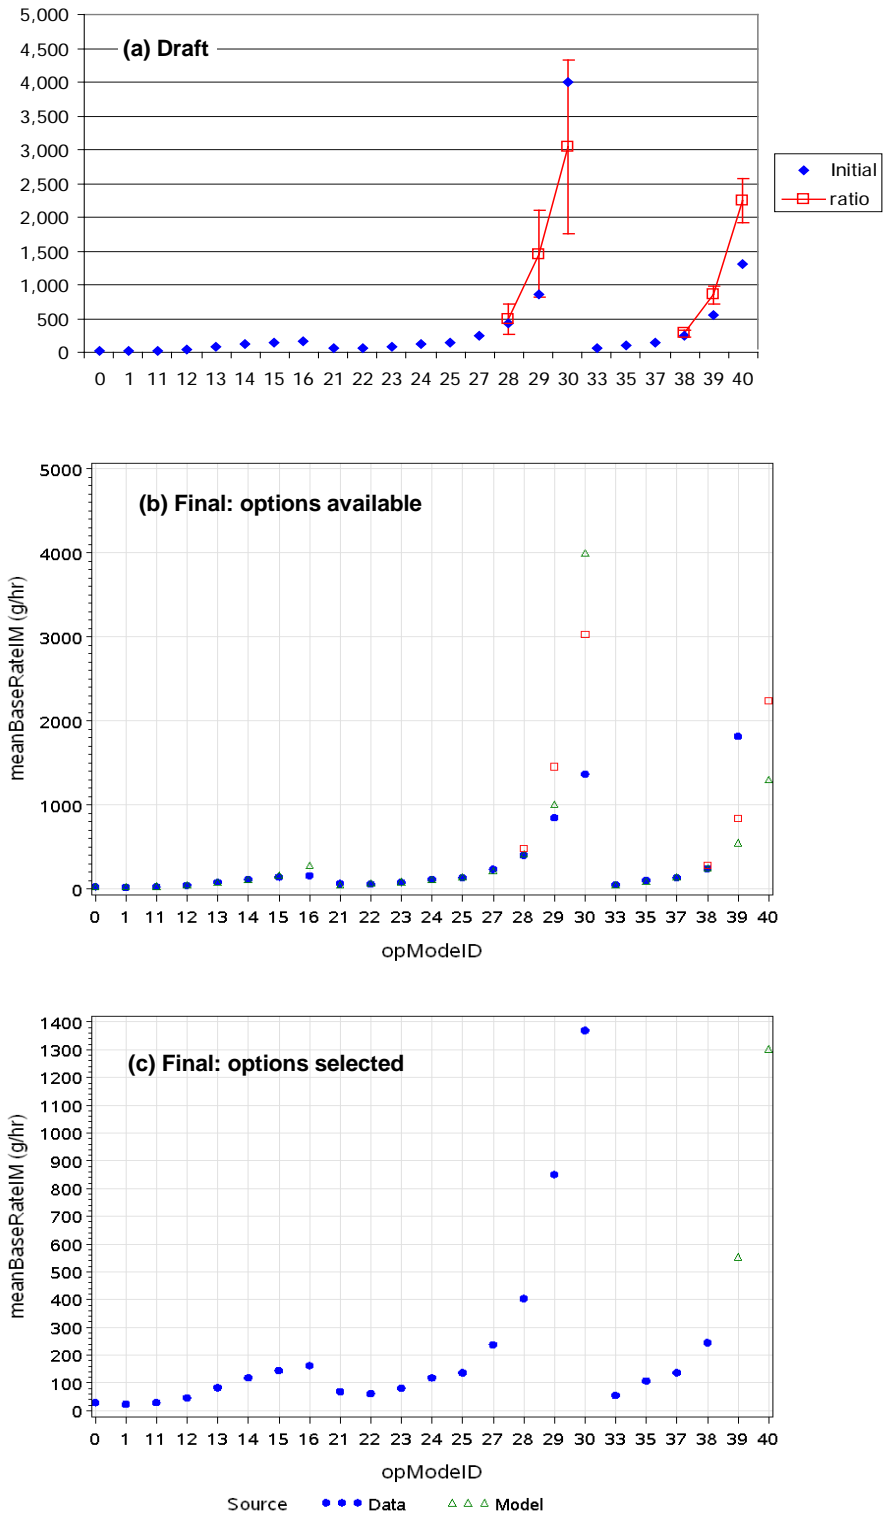 5,000
4,500
4,000
3,500
3,000
2,500
2,000
1,500
1,000
500
0
(a) Draft
0 1 11 12 13 14 15 16 21 22 23 24 25 27 28 29 30 33 35 37 38 39 40
Initial
ratio
5000
4000
3000
2000
1000
0
meanBaseRateIM (g/hr)
(b) Final: options available
0 1 11 12 13 14 15 16 21 22 23 24 25 27 28 29 30 33 35 37 38 39 40
opModeID
1400
1300
1200
1100
1000
900
800
700
600
500
400
300
200
100
0
meanBaseRateIM (g/hr)
(c) Final: options selected
0 1 11 12 13 14 15 16 21 22 23 24 25 27 28 29 30 33 35 37 38 39 40
opModeID
Source Data Model